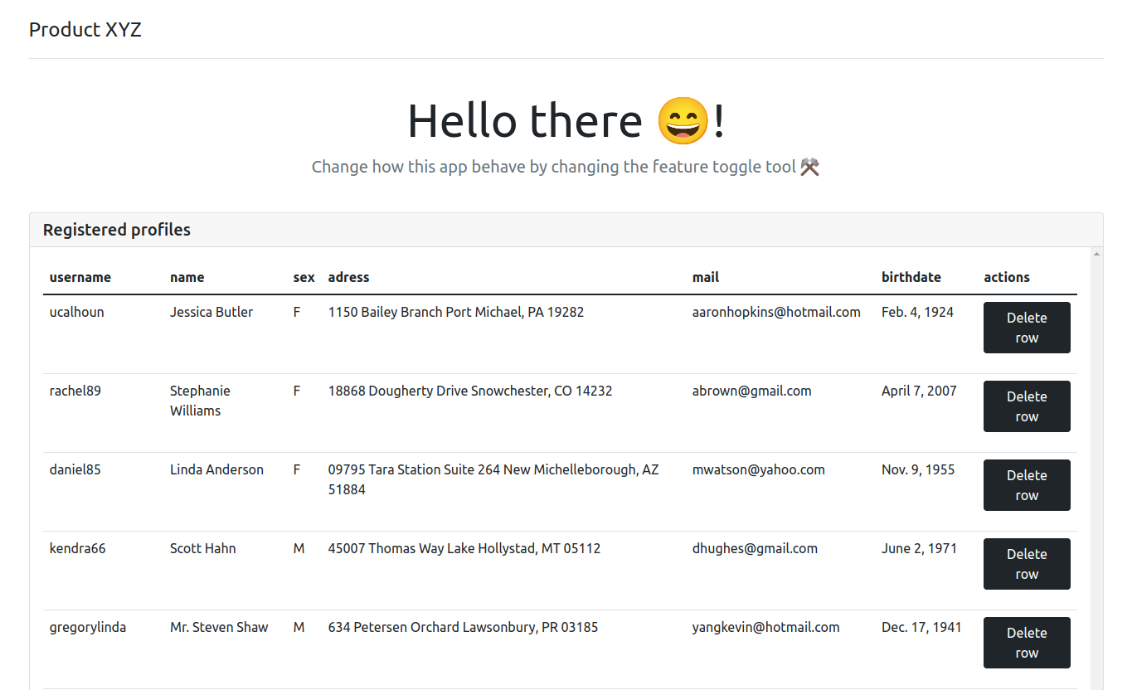 Product XYZ
Hello there 😄!
Change how this app behave by changing the feature toggle tool ⚒
Registered profiles
username name sex adress mail birthdate actions
ucalhoun Jessica Butler F 1150 Bailey Branch Port Michael, PA 19282 aaronhopkins@hotmail.com Feb. 4, 1924 Delete
row
rachel89 Stephanie F 18868 Dougherty Drive Snowchester, CO 14232 abrown@gmail.com April 7, 2007 Delete
Williams row
daniel85 Linda Anderson F 09795 Tara Station Suite 264 New Michelleborough, AZ mwatson@yahoo.com Nov. 9, 1955 Delete
51884 row
kendra66 Scott Hahn M 45007 Thomas Way Lake Hollystad, MT 05112 dhughes@gmail.com June 2, 1971 Delete
row
gregorylinda Mr. Steven Shaw M 634 Petersen Orchard Lawsonbury, PR 03185 yangkevin@hotmail.com Dec. 17, 1941 Delete
row